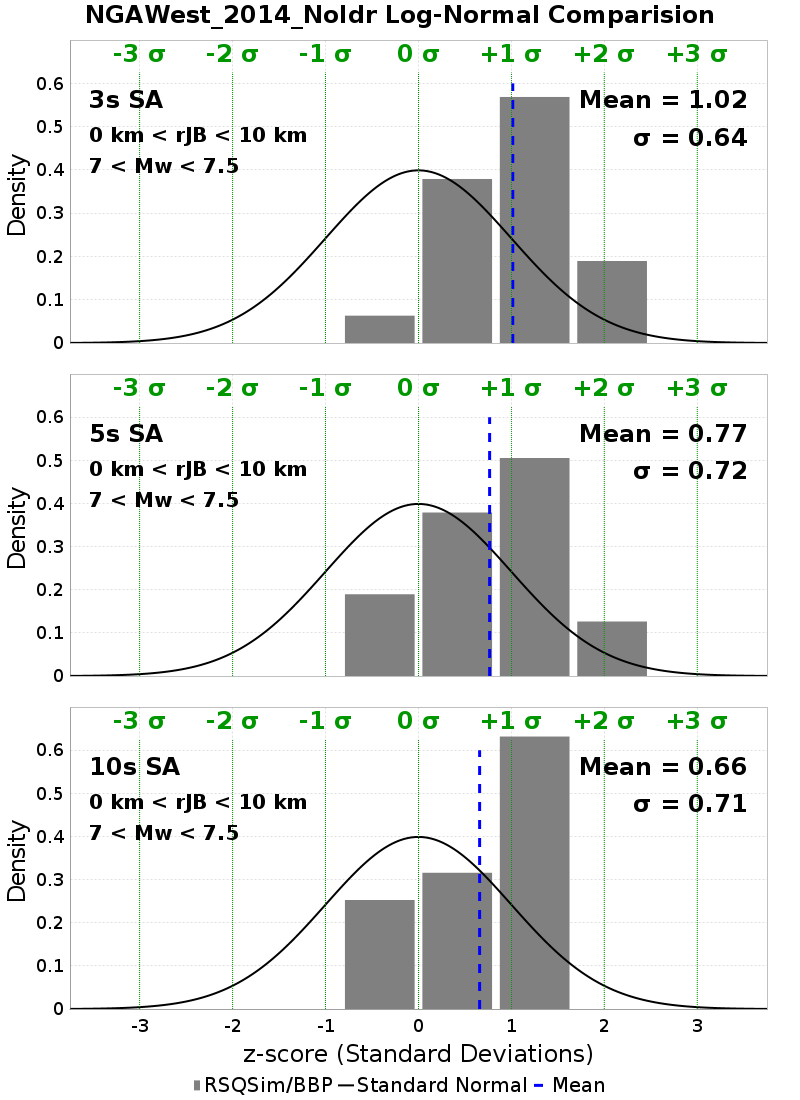 NGAWest_2014_NoIdr Log-Normal Comparision
-3 σ -2 σ -1 σ 0 σ +1 σ +2 σ +3 σ
3s SA
Mean = 1.02
0 km < rJB < 10 km
σ = 0.64
7 < Mw < 7.5
0.6
0.5
0.4
0.3
0.2
0.1
0
Density
-3 σ -2 σ -1 σ 0 σ +1 σ +2 σ +3 σ
5s SA
Mean = 0.77
0 km < rJB < 10 km
σ = 0.72
7 < Mw < 7.5
0.6
0.5
0.4
0.3
0.2
0.1
0
Density
-3 σ -2 σ -1 σ 0 σ +1 σ +2 σ +3 σ
10s SA
Mean = 0.66
0 km < rJB < 10 km
σ = 0.71
7 < Mw < 7.5
0.6
0.5
0.4
0.3
0.2
0.1
0
Density
-3 -2 -1 0 1 2 3
z-score (Standard Deviations)
RSQSim/BBP Standard Normal Mean